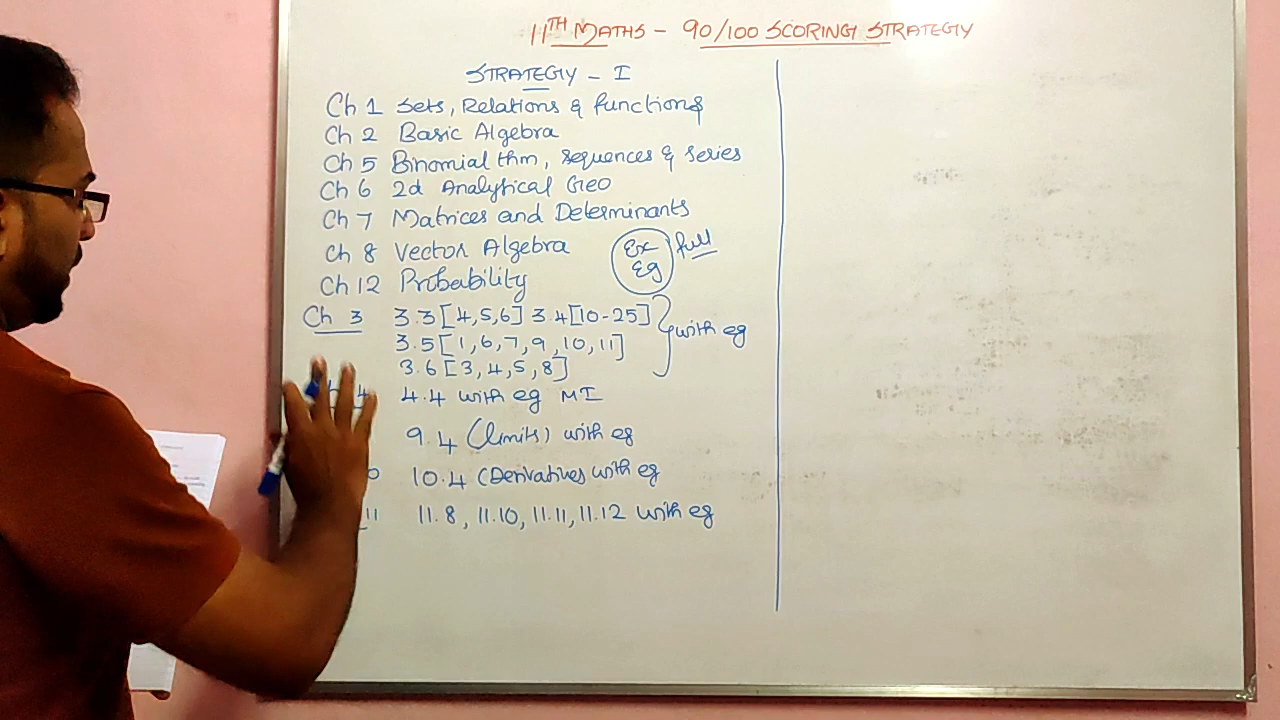 11TH MATHS - 90/100 SCORING STRATEGY
STRATEGY - I
Ch 1 Sets, Relations & functions
Ch 2 Basic Algebra
Ch 5 Binomial thm, sequences & series
Ch 6 2d Analytical Geo
Ch 7 Matrices and Determinants
Ch 8 Vector Algebra
Ex
Eg
full
Ch 12 Probability
Ch 3 3.3[4,5,6] 3.4[10-25]
3.5[1,6,7,9,10,11]
3.6[3,4,5,8]
with eg
4 4.4 with eg MI
9.4 (limits) with eg
0 10.4 (Derivatives with eg
11 11.8, 11.10, 11.11, 11.12 with eg